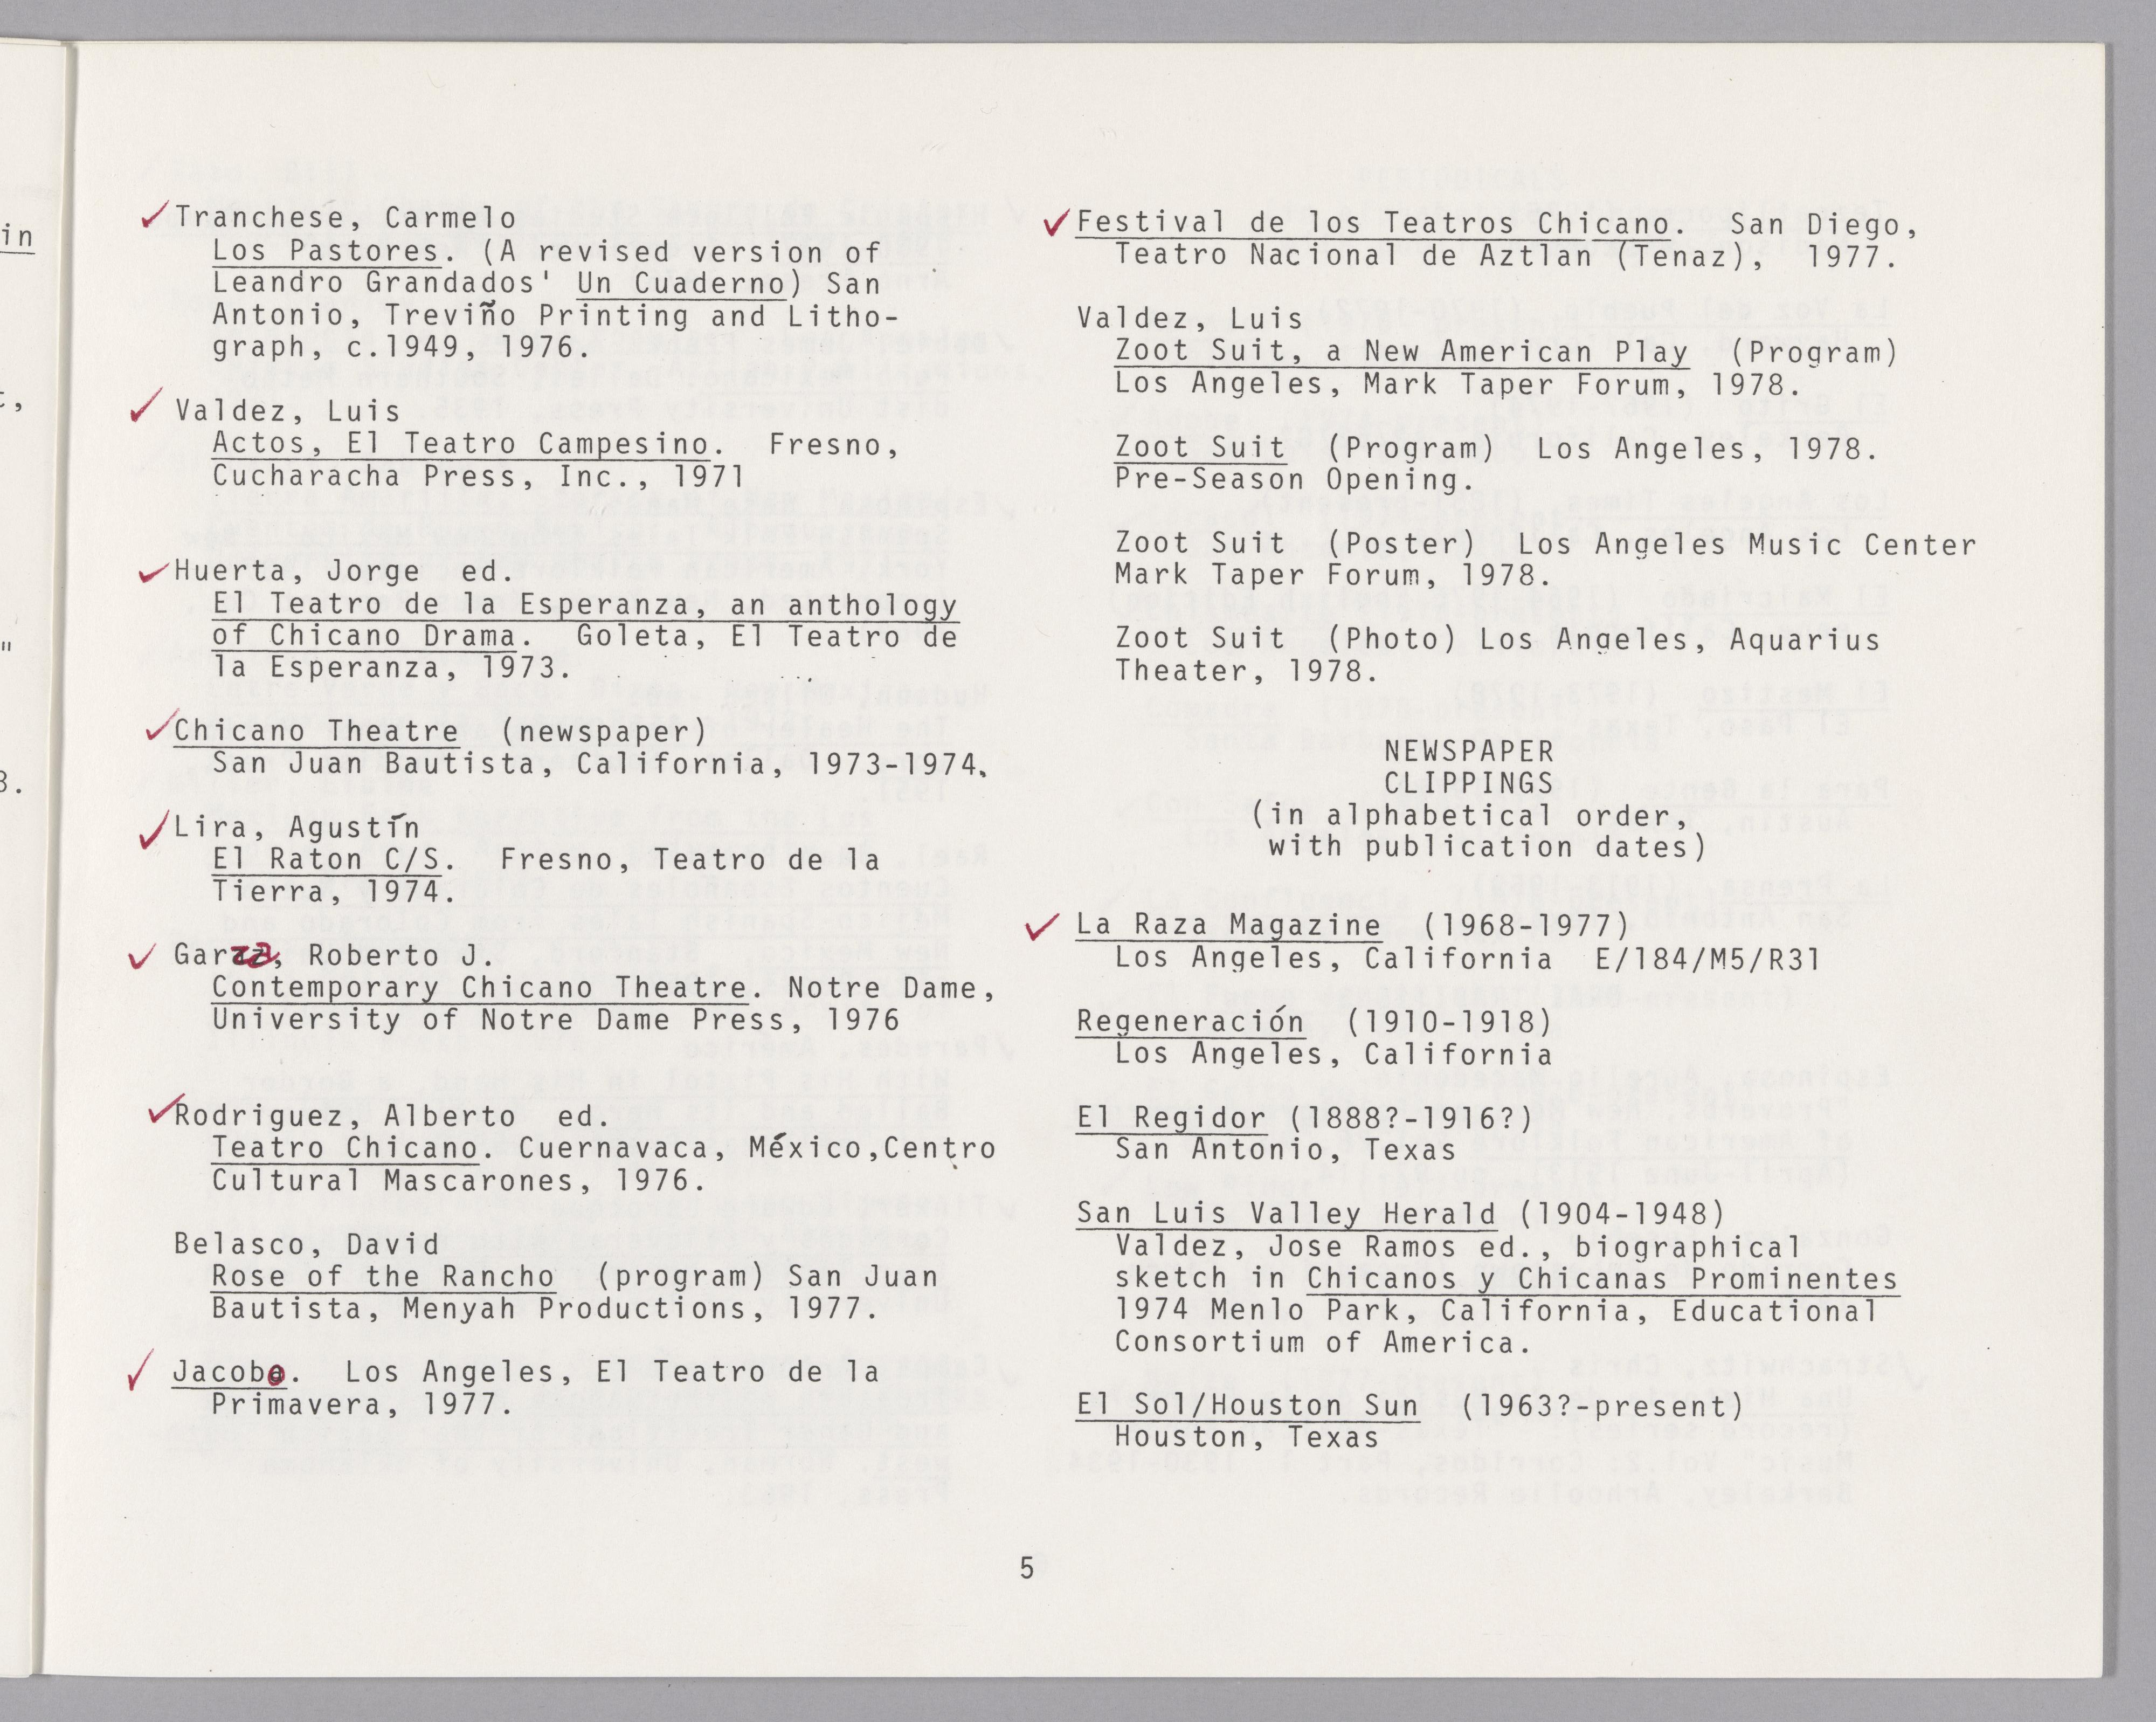 Tranchese, Carmelo
Los Pastores. (A revised version of
Leandro Grandados' Un Cuaderno) San
Antonio, Treviño Printing and Litho-
graph, c.1949, 1976.
Valdez, Luis
Actos, El Teatro Campesino. Fresno,
Cucharacha Press, Inc., 1971
Huerta, Jorge ed.
El Teatro de la Esperanza, an anthology
of Chicano Drama. Goleta, El Teatro de
la Esperanza, 1973.
Chicano Theatre (newspaper)
San Juan Bautista, California, 1973-1974.
Lira, Agustín
El Raton C/S. Fresno, Teatro de la
Tierra, 1974.
Garza, Roberto J.
Contemporary Chicano Theatre. Notre Dame,
University of Notre Dame Press, 1976
Rodriguez, Alberto ed.
Teatro Chicano. Cuernavaca, México,Centro
Cultural Mascarones, 1976.
Belasco, David
Rose of the Rancho (program) San Juan
Bautista, Menyah Productions, 1977.
Jacobo. Los Angeles, El Teatro de la
Primavera, 1977.
Festival de los Teatros Chicano. San Diego,
Teatro Nacional de Aztlan (Tenaz), 1977.
Valdez, Luis
Zoot Suit, a New American Play (Program)
Los Angeles, Mark Taper Forum, 1978.
Zoot Suit (Program) Los Angeles, 1978.
Pre-Season Opening.
Zoot Suit (Poster) Los Angeles Music Center
Mark Taper Forum, 1978.
Zoot Suit (Photo) Los Angeles, Aquarius
Theater, 1978.
NEWSPAPER
CLIPPINGS
(in alphabetical order,
with publication dates)
La Raza Magazine (1968-1977)
Los Angeles, California E/184/M5/R31
Regeneración (1910-1918)
Los Angeles, California
El Regidor (1888?-1916?)
San Antonio, Texas
San Luis Valley Herald (1904-1948)
Valdez, Jose Ramos ed., biographical
sketch in Chicanos y Chicanas Prominentes
1974 Menlo Park, California, Educational
Consortium of America.
El Sol/Houston Sun (1963?-present)
Houston, Texas
5